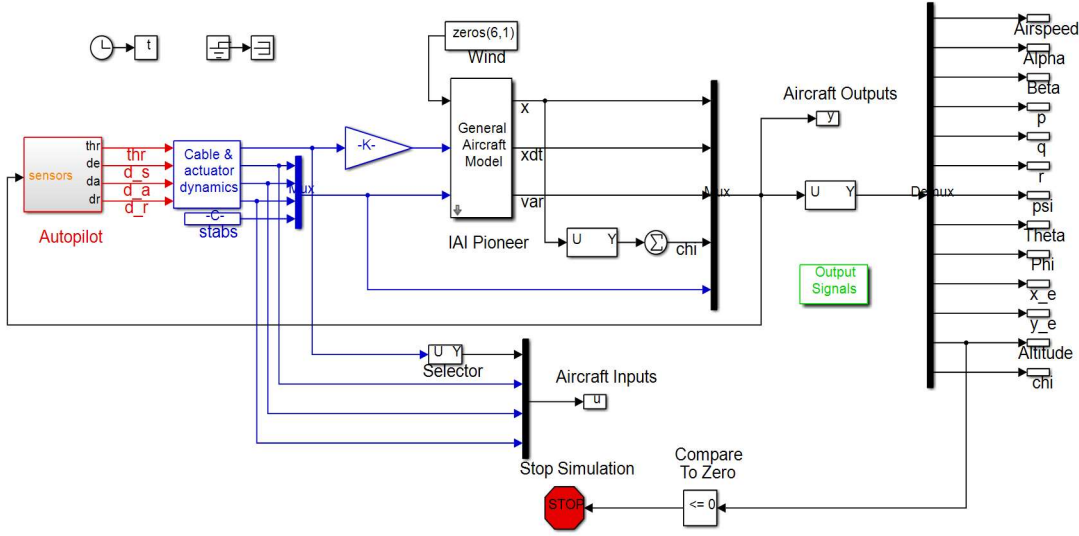 zeros(6,1)
Wind
t
Airspeed
Alpha
Beta
p
q
r
psi
Theta
Phi
x_e
y_e
Altitude
chi
Aircraft Outputs
y
sensors
thr
de
da
dr
Autopilot
thr
d_s
d_a
d_r
Cable &
actuator
dynamics
-C-
stabs
Mux
-K-
General
Aircraft
Model
IAI Pioneer
x
xdt
var
U Y
Σ
chi
Mux
U Y
Demux
Output
Signals
U Y
Selector
Aircraft Inputs
u
Stop Simulation
STOP
Compare
To Zero
<= 0